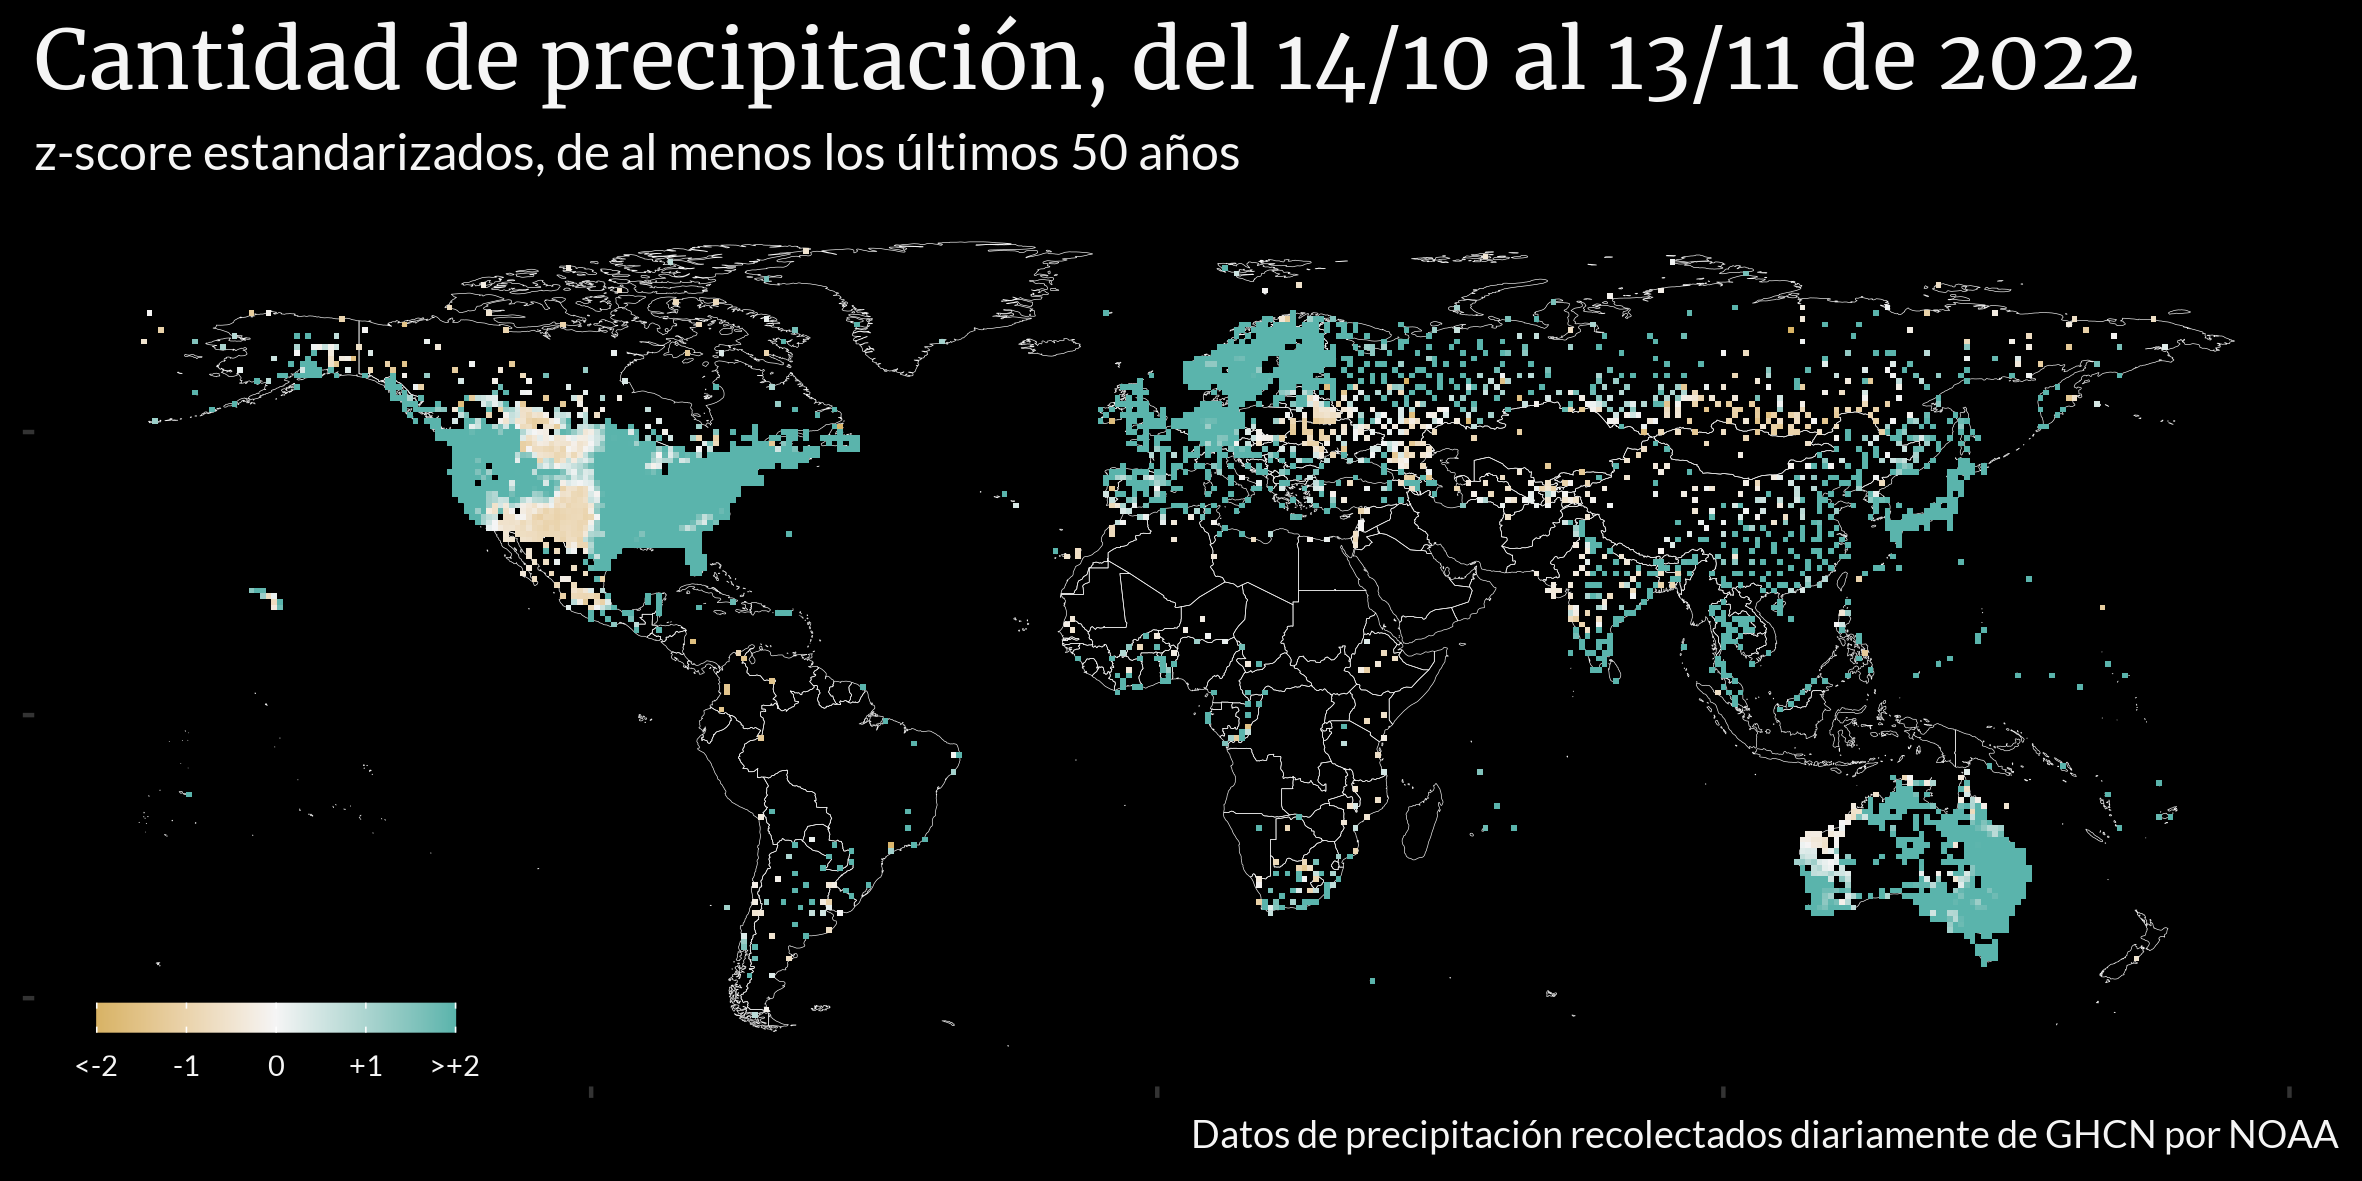 Cantidad de precipitación, del 14/10 al 13/11 de 2022
z-score estandarizados, de al menos los últimos 50 años
<-2 -1 0 +1 >+2
Datos de precipitación recolectados diariamente de GHCN por NOAA